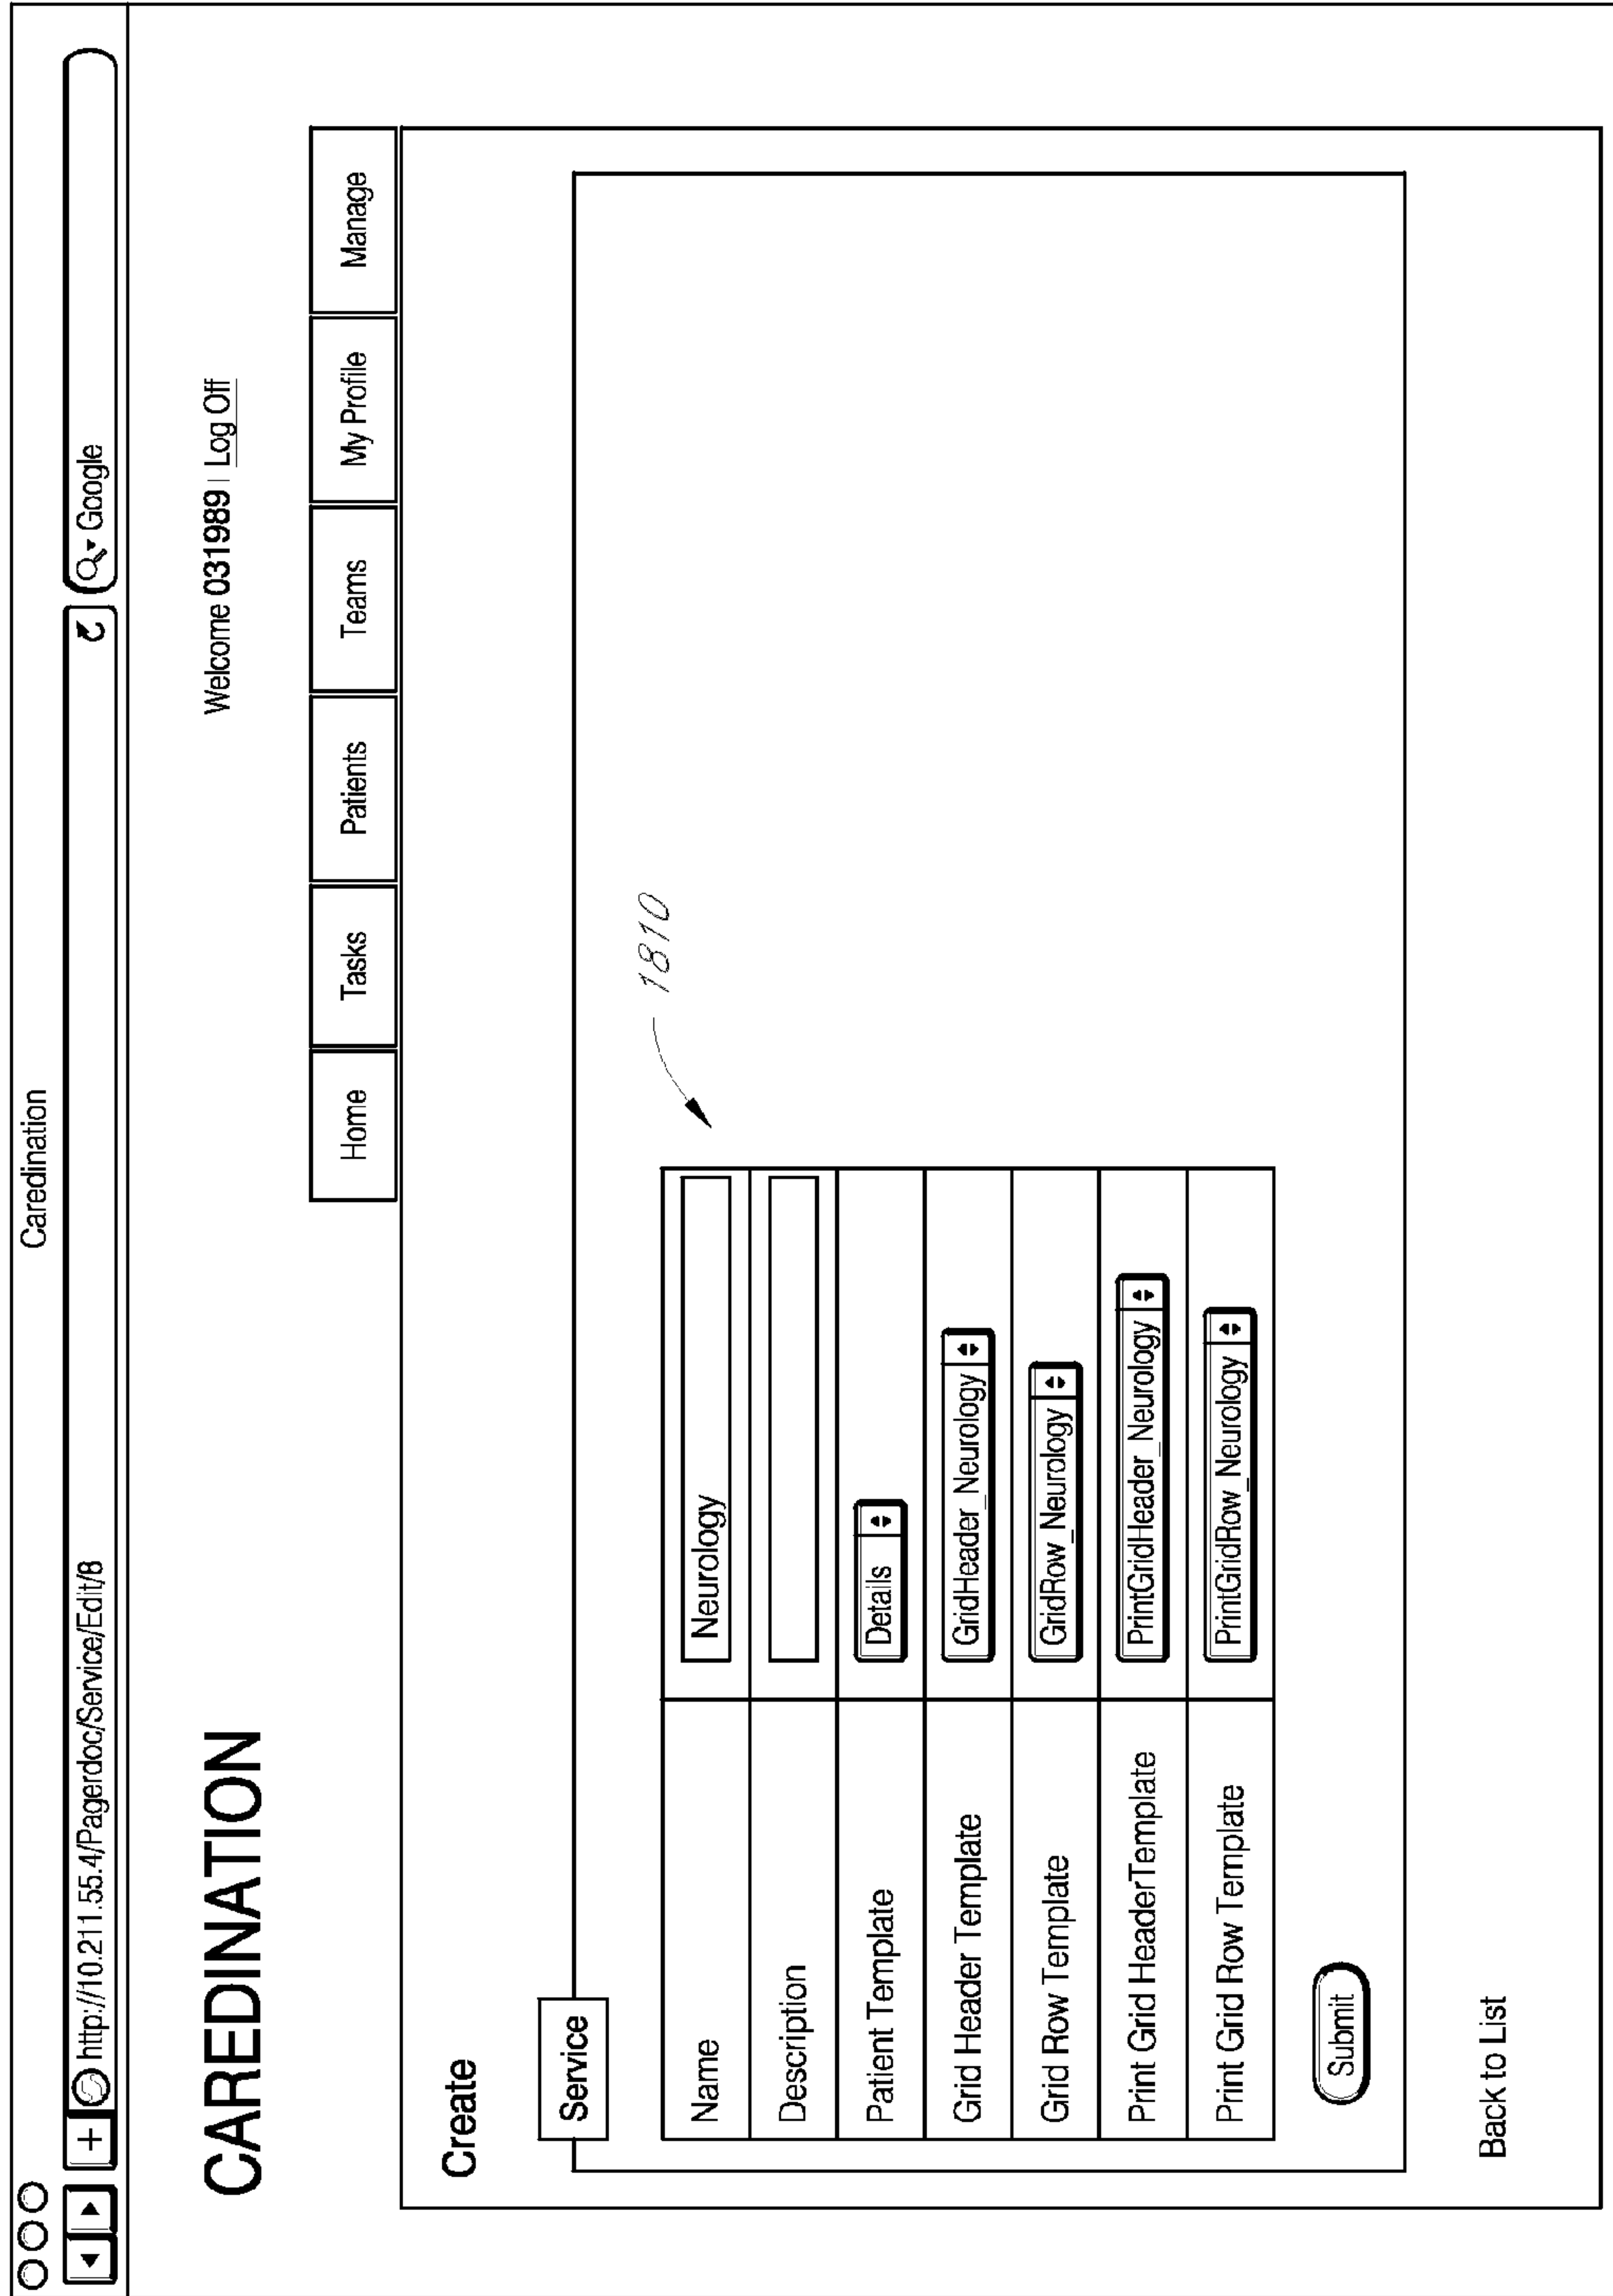 Caredination
http://10.211.55.4/Pagerdoc/Service/Edit/8
Google
CAREDINATION
Welcome 031989 | Log Off
Home Tasks Patients Teams My Profile Manage
Create
Service
1810
Name Neurology
Description
Patient Template Details
Grid Header Template GridHeader_Neurology
Grid Row Template GridRow_Neurology
Print Grid HeaderTemplate PrintGridHeader_Neurology
Print Grid Row Template PrintGridRow_Neurology
Submit
Back to List